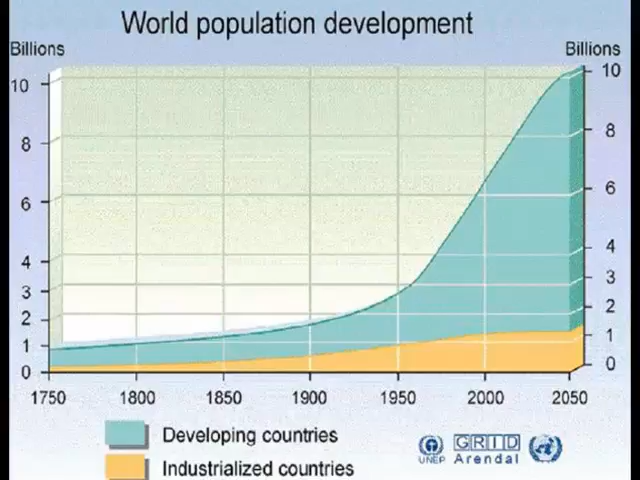 World population development
Billions
Billions
10
10
8
8
6
6
4
4
3
3
2
2
1
1
0
0
1750 1800 1850 1900 1950 2000 2050
Developing countries
Industrialized countries
UNEP
GRID
Arendal